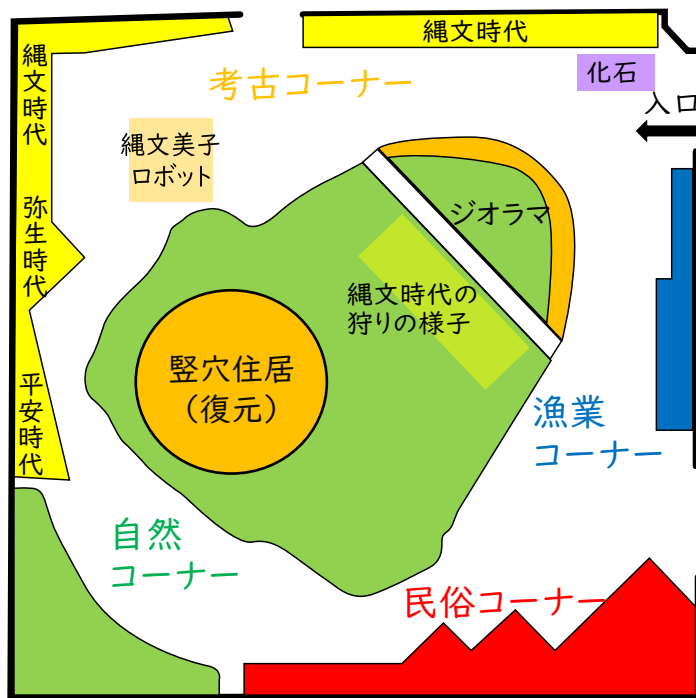 縄文時代
化石
考古コーナー
入口
縄文時代
縄文美子
ロボット
弥生時代
ジオラマ
縄文時代の
狩りの様子
竪穴住居
（復元）
平安時代
漁業
コーナー
自然
コーナー
民俗コーナー